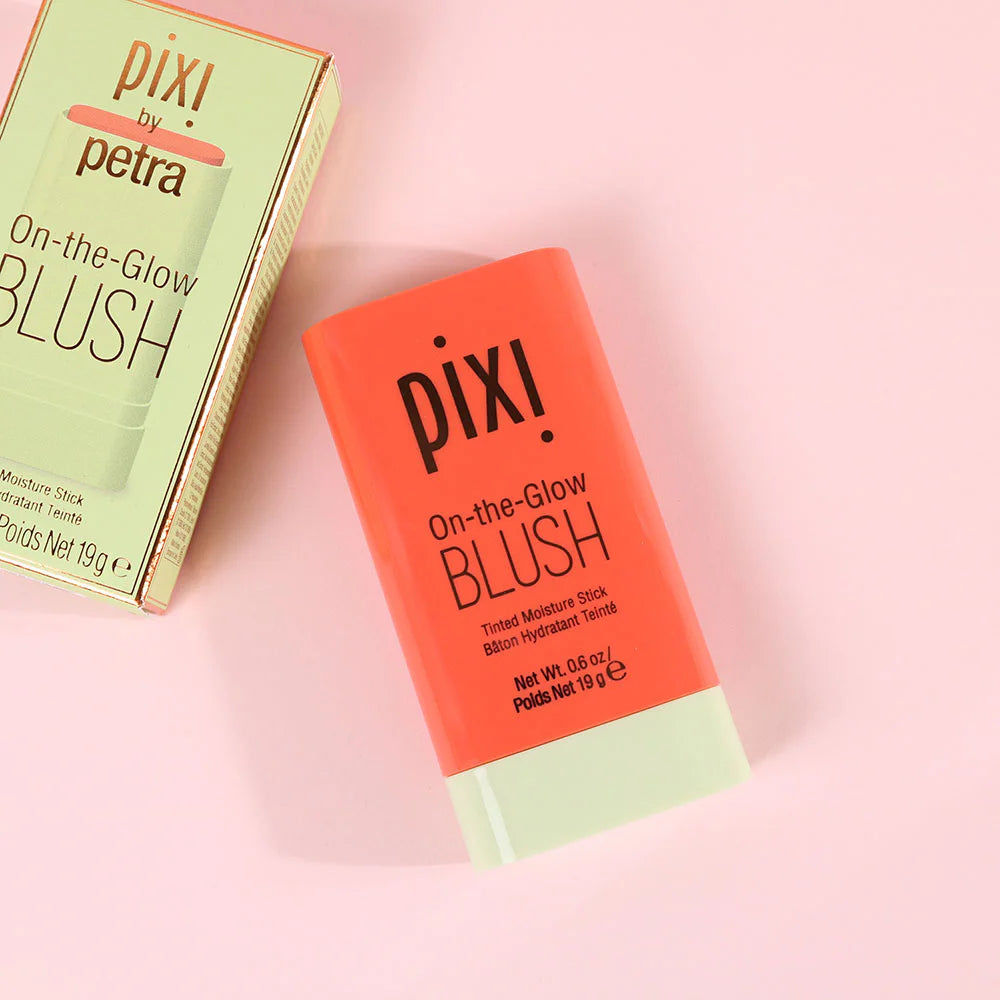 pixi
by
petra
On-the-Glow
BLUSH
Moisture Stick
Hydratant Teinté
Poids Net 19g ℮
pixi
On-the-Glow
BLUSH
Tinted Moisture Stick
Bâton Hydratant Teinté
Net Wt. 0.6 oz/
Poids Net 19 g ℮